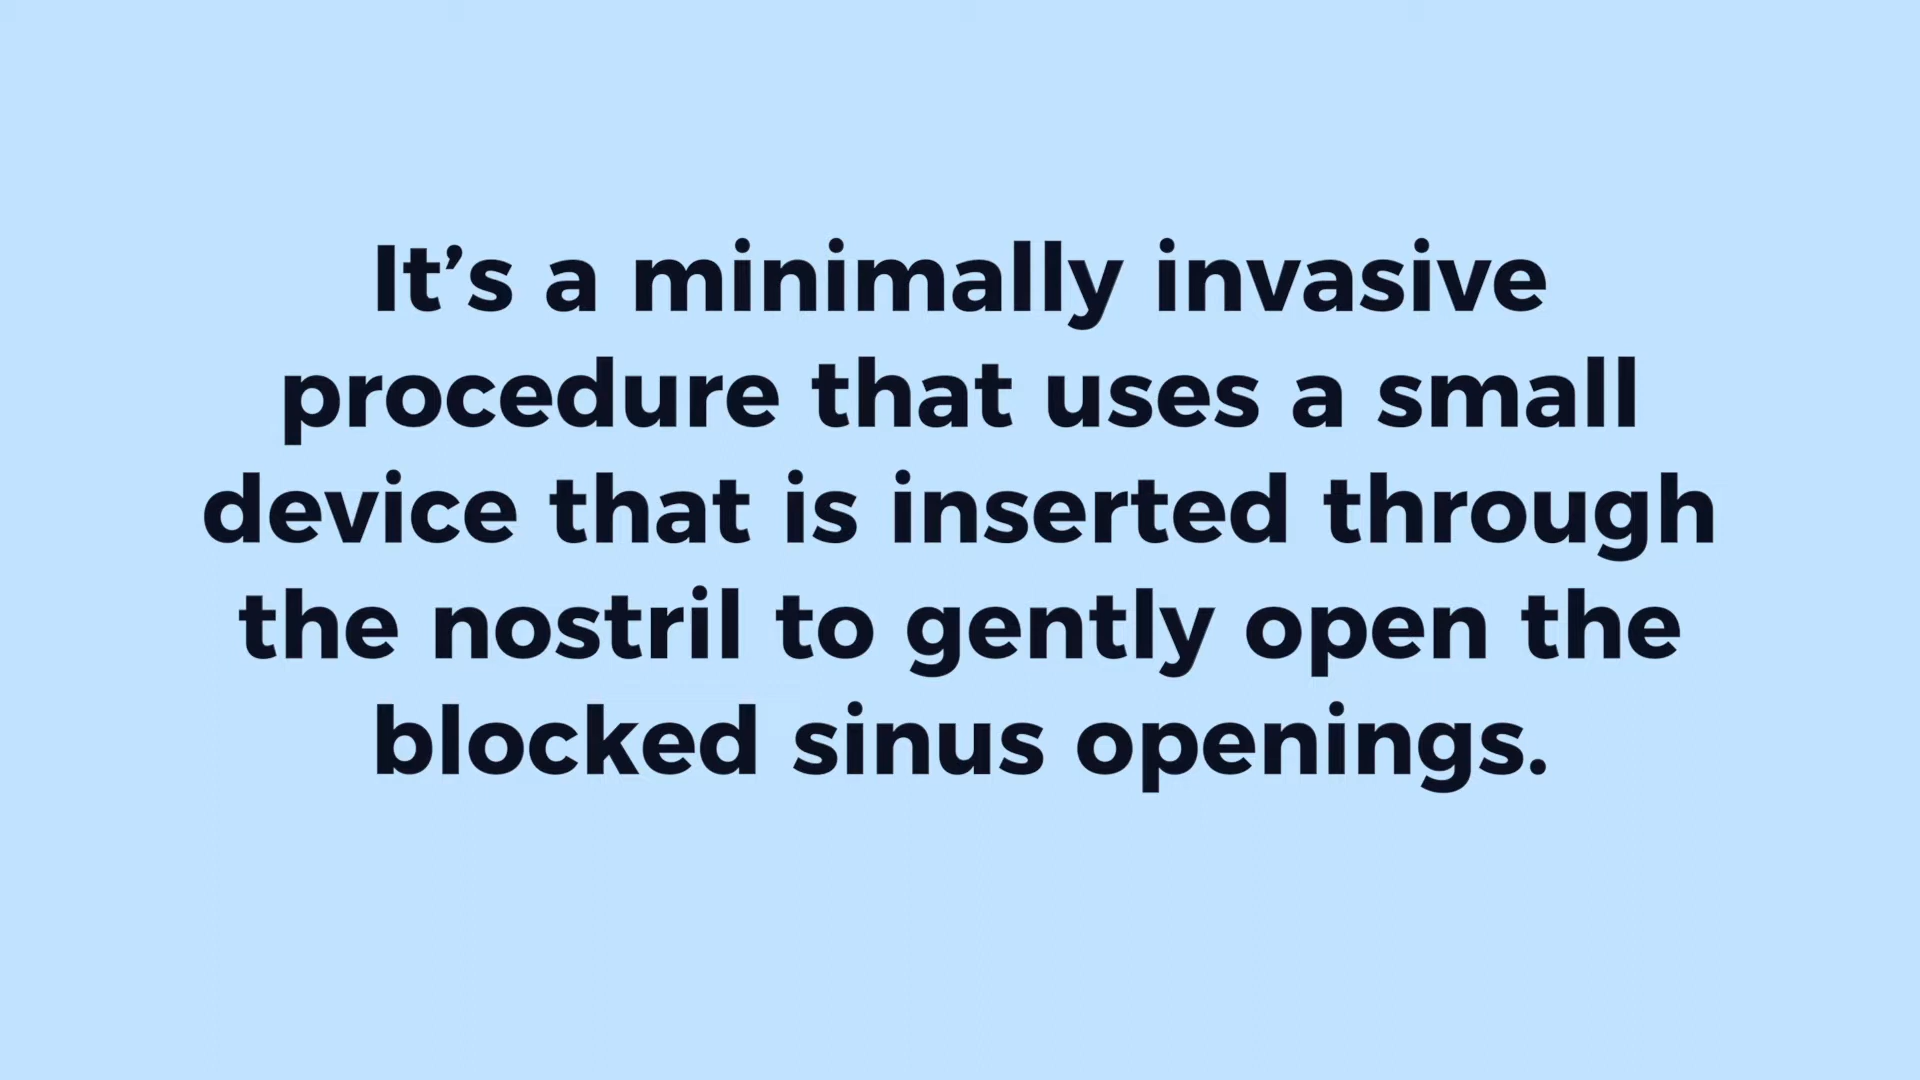 It’s a minimally invasive
procedure that uses a small
device that is inserted through
the nostril to gently open the
blocked sinus openings.